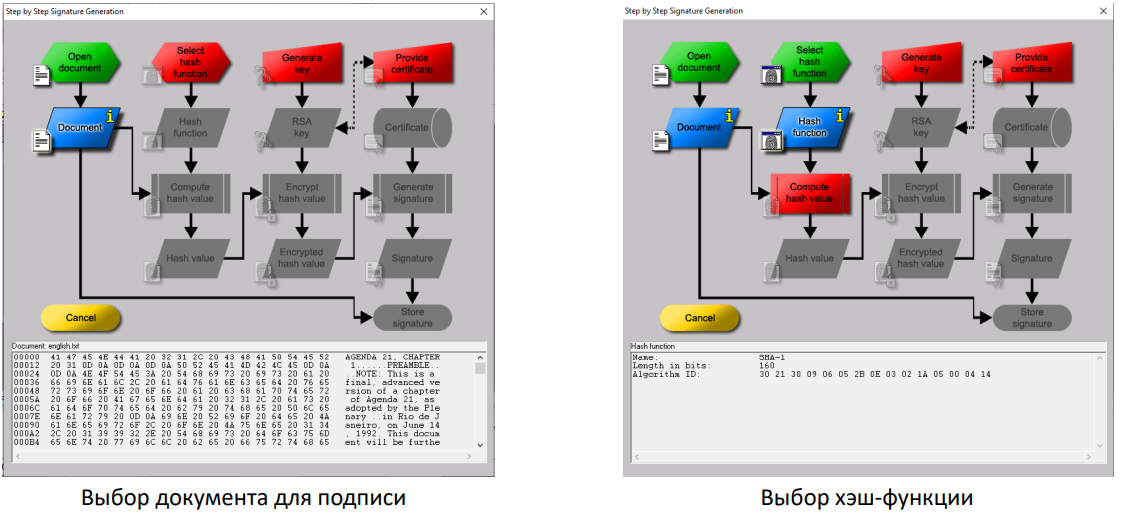 Step by Step Signature Generation
Open
document
Select
hash
function
Generate
key
Provide
certificate
Document
Hash
function
RSA
key
Certificate
Compute
hash value
Encrypt
hash value
Generate
signature
Hash value
Encrypted
hash value
Signature
Cancel
Store
signature
Document: english.txt
00000 41 47 45 4E 44 41 20 32 31 2C 20 43 48 41 50 54 45 52 AGENDA 21, CHAPTER
00012 20 31 0D 0A 0D 0A 0D 0A 50 52 45 41 4D 42 4C 45 0D 0A 1......PREAMBLE..
00024 0D 0A 4E 4F 54 45 3A 20 54 68 69 73 20 69 73 20 61 20 ..NOTE: This is a
00036 66 69 6E 61 6C 2C 20 61 64 76 61 6E 63 65 64 20 76 65 final, advanced ve
00048 72 73 69 6F 6E 20 6F 66 20 61 20 63 68 61 70 74 65 72 rsion of a chapter
0005A 20 6F 66 20 41 67 65 6E 64 61 20 32 31 2C 20 61 73 20 of Agenda 21, as
0006C 61 64 6F 70 74 65 64 20 62 79 20 74 68 65 20 50 6C 65 adopted by the Ple
0007E 6E 61 72 79 20 0D 0A 69 6E 20 52 69 6F 20 64 65 20 4A nary ..in Rio de J
00090 61 6E 65 69 72 6F 2C 20 6F 6E 20 4A 75 6E 65 20 31 34 aneiro, on June 14
000A2 2C 20 31 39 39 32 2E 20 54 68 69 73 20 64 6F 63 75 6D , 1992. This docum
000B4 65 6E 74 20 77 69 6C 6C 20 62 65 20 66 75 72 74 68 65 ent will be furthe
Выбор документа для подписи
Step by Step Signature Generation
Open
document
Select
hash
function
Generate
key
Provide
certificate
Document
Hash
function
RSA
key
Certificate
Compute
hash value
Encrypt
hash value
Generate
signature
Hash value
Encrypted
hash value
Signature
Cancel
Store
signature
Hash function
Name: SHA-1
Length in bits: 160
Algorithm ID: 30 21 30 09 06 05 2B 0E 03 02 1A 05 00 04 14
Выбор хэш-функции